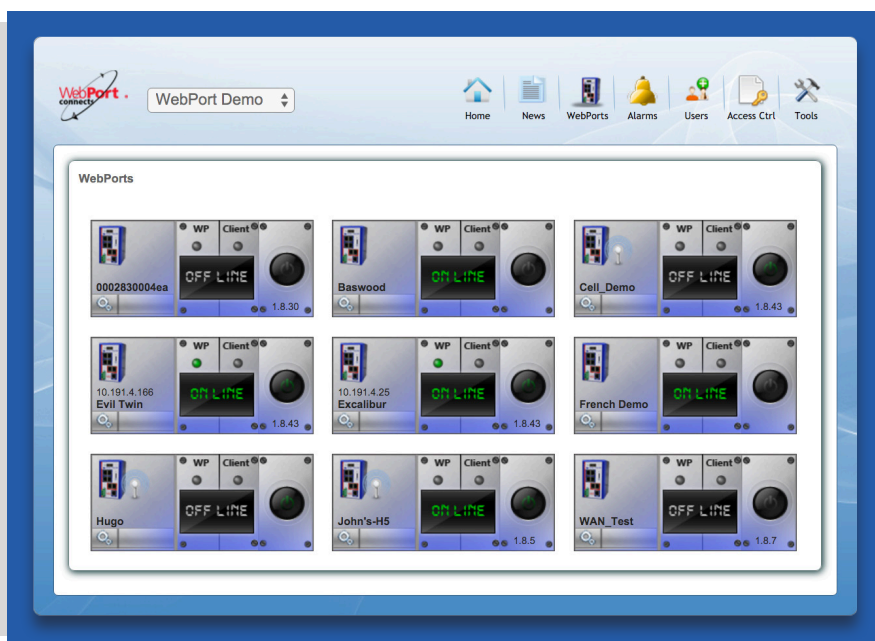 WebPort.
connects
WebPort Demo
Home
News
WebPorts
Alarms
Users
Access Ctrl
Tools
WebPorts
WP
Client
OFF LINE
0002830004ea
1.8.30
WP
Client
ON LINE
Baswood
WP
Client
OFF LINE
Cell_Demo
1.8.43
WP
Client
10.191.4.166
ON LINE
Evil Twin
1.8.43
WP
Client
10.191.4.25
ON LINE
Excalibur
1.8.43
WP
Client
ON LINE
French Demo
WP
Client
OFF LINE
Hugo
WP
Client
ON LINE
John's-H5
1.8.5
WP
Client
OFF LINE
WAN_Test
1.8.7